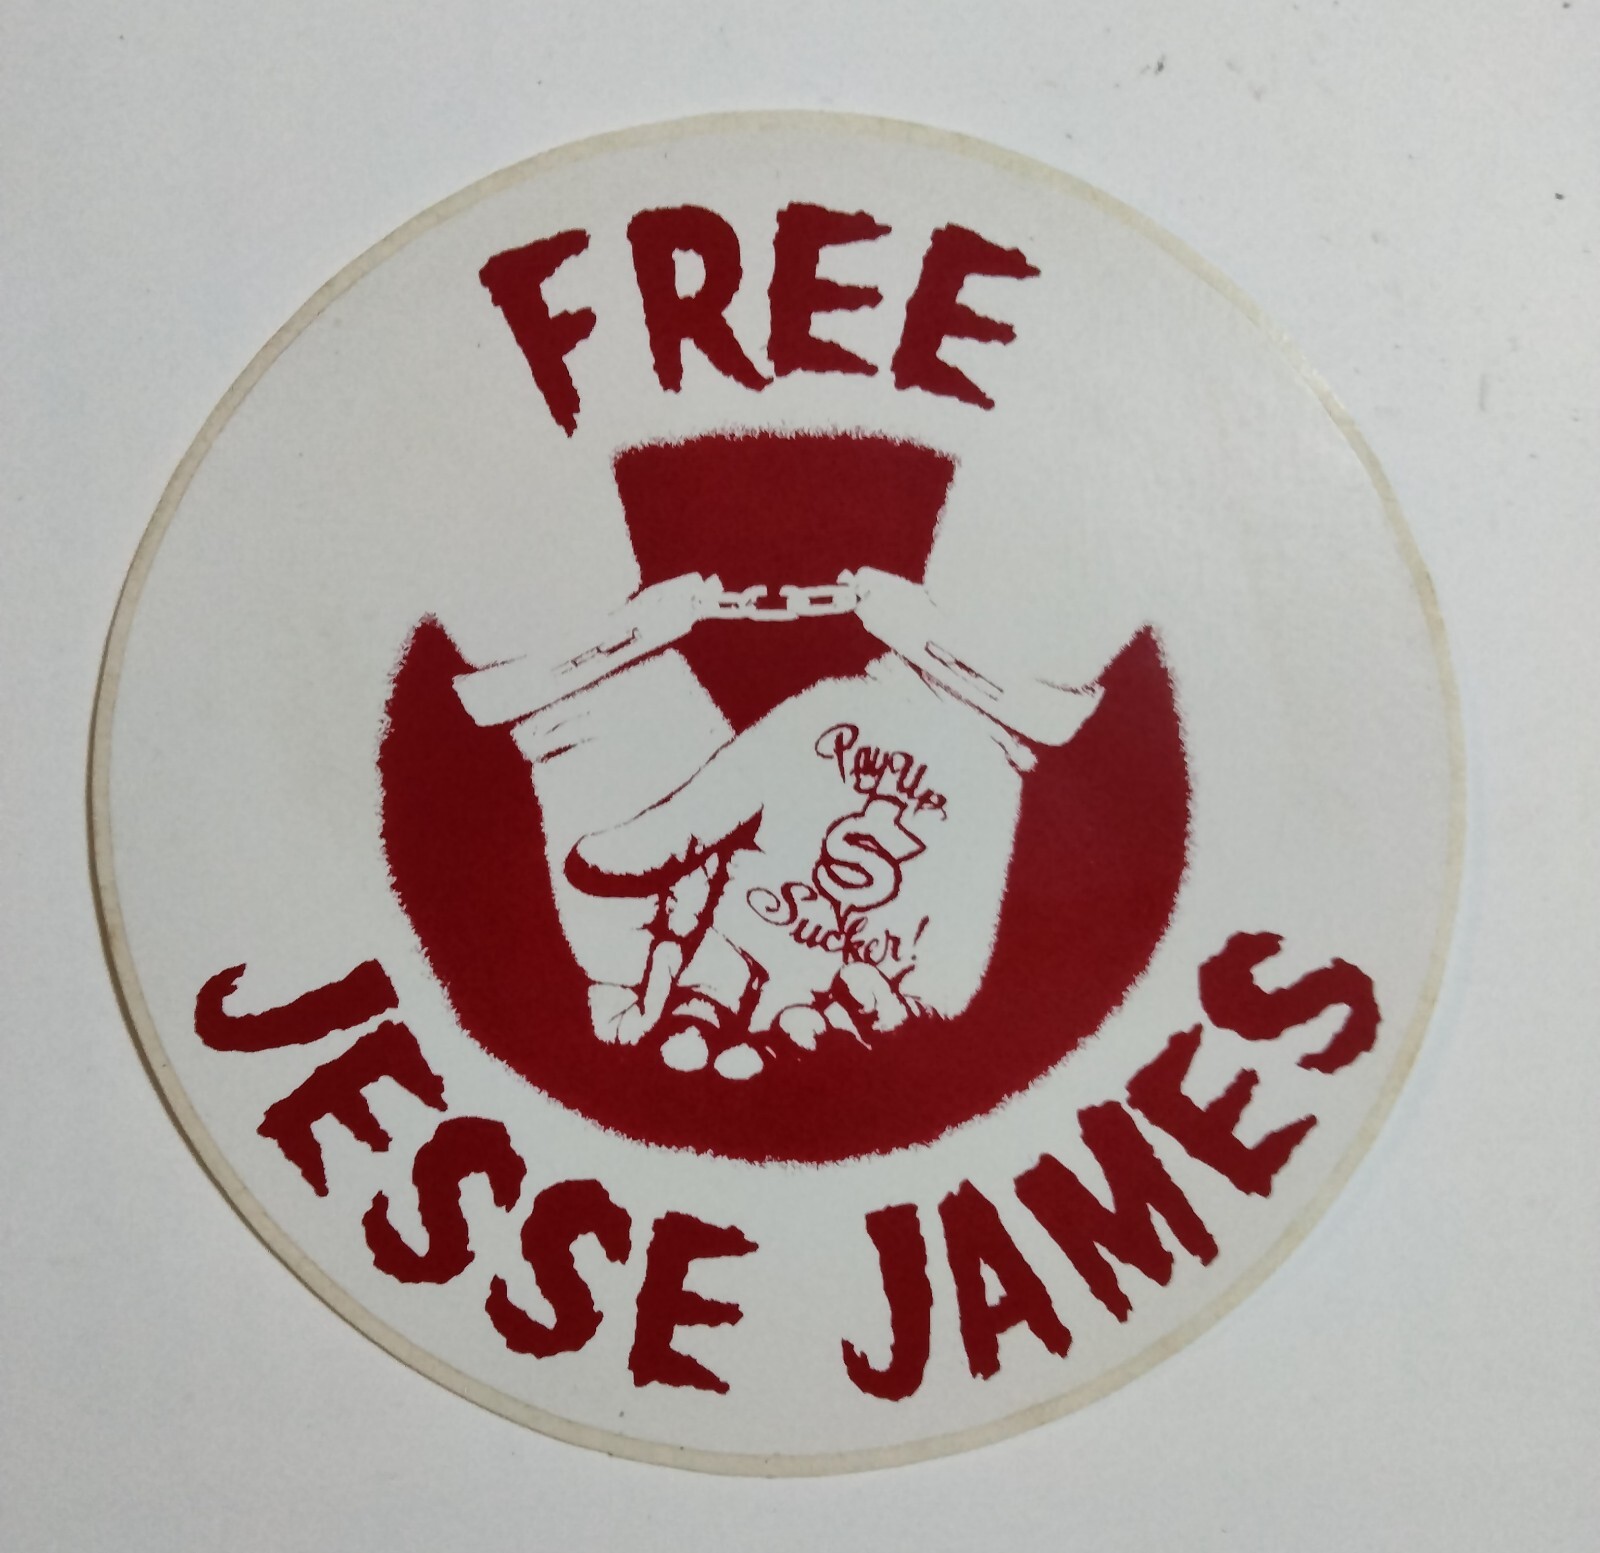 FREE
Pay Up
$
Sucker!
JESSE JAMES